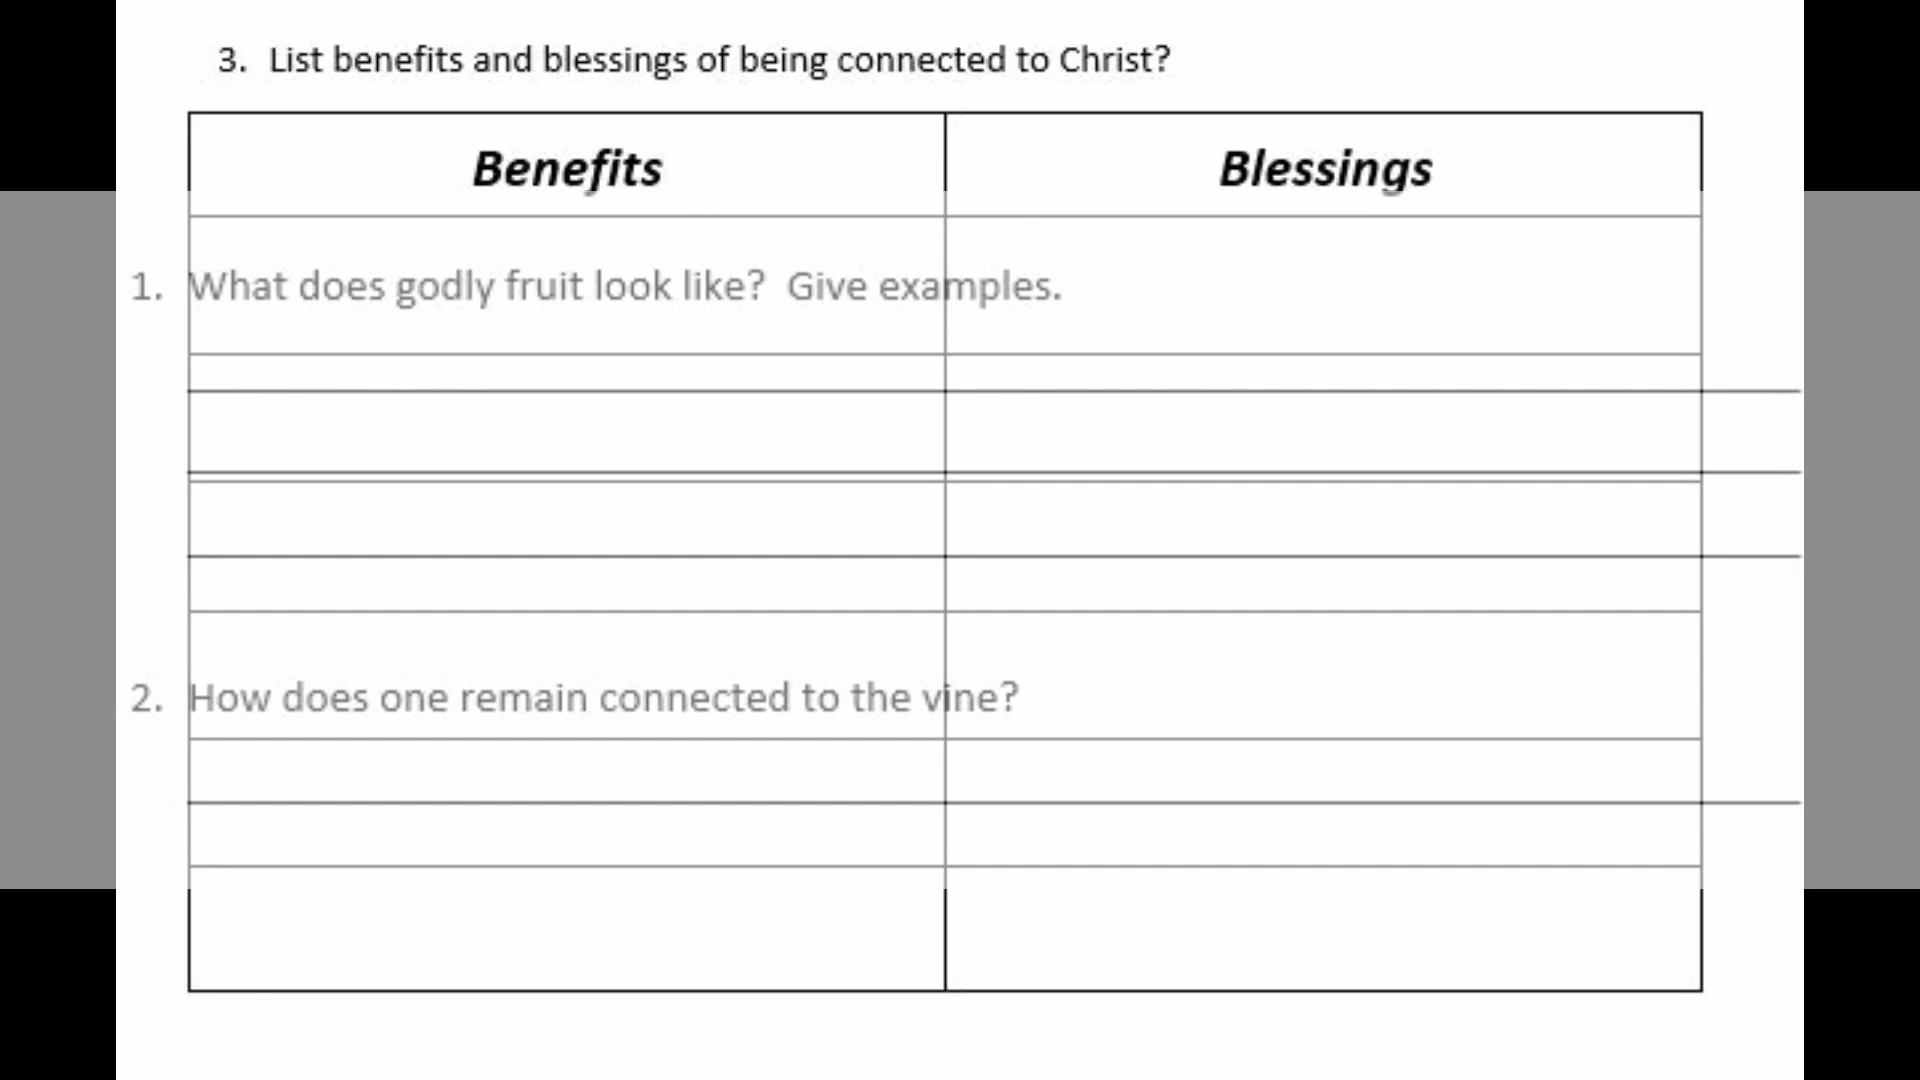 3. List benefits and blessings of being connected to Christ?
Benefits Blessings
1. What does godly fruit look like? Give examples.
2. How does one remain connected to the vine?